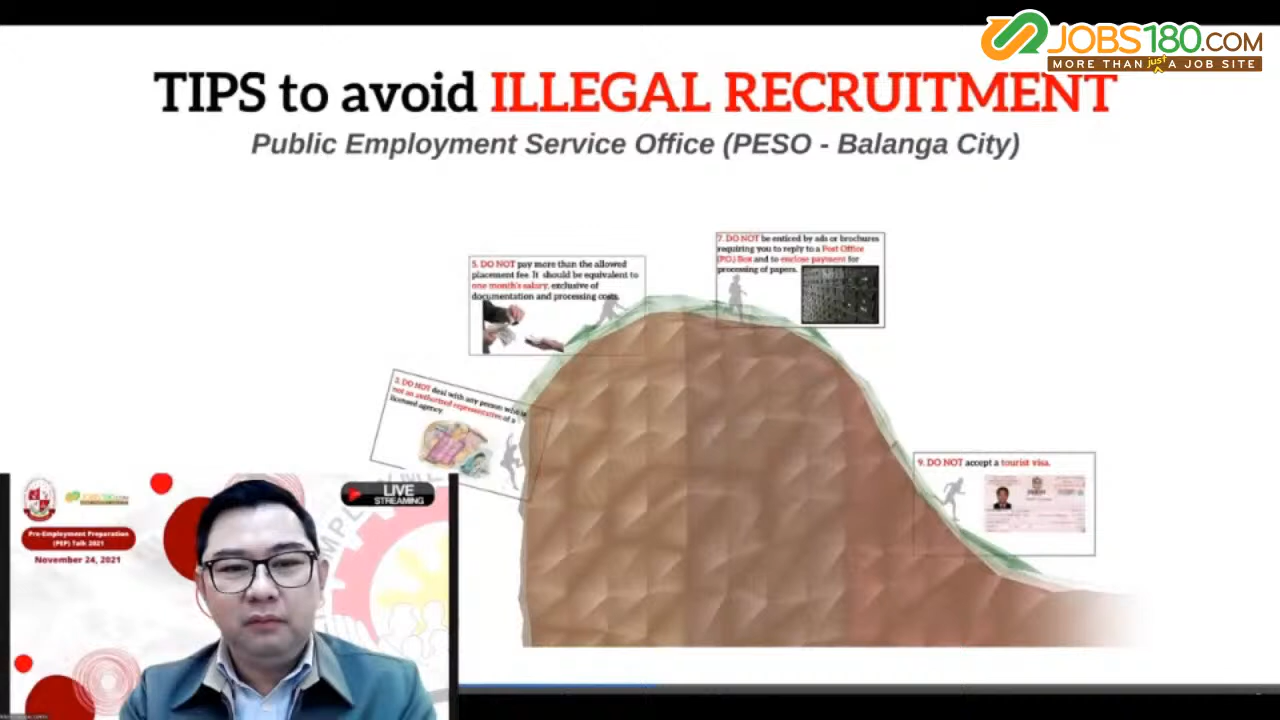 JOBS180.COM
MORE THAN just A JOB SITE
TIPS to avoid ILLEGAL RECRUITMENT
Public Employment Service Office (PESO - Balanga City)
7. DO NOT be enticed by ads or brochures
requiring you to reply to a Post Office
(P.O.) Box and to enclose payment for
processing of papers.
5. DO NOT pay more than the allowed
placement fee. It should be equivalent to
one month's salary, exclusive of
documentation and processing costs.
3. DO NOT deal with any person who is
not an authorized representative of a
licensed agency.
9. DO NOT accept a tourist visa.
JOBS180.COM
LIVE
STREAMING
Pre-Employment Preparation
(PEP) Talk 2021
November 24, 2021